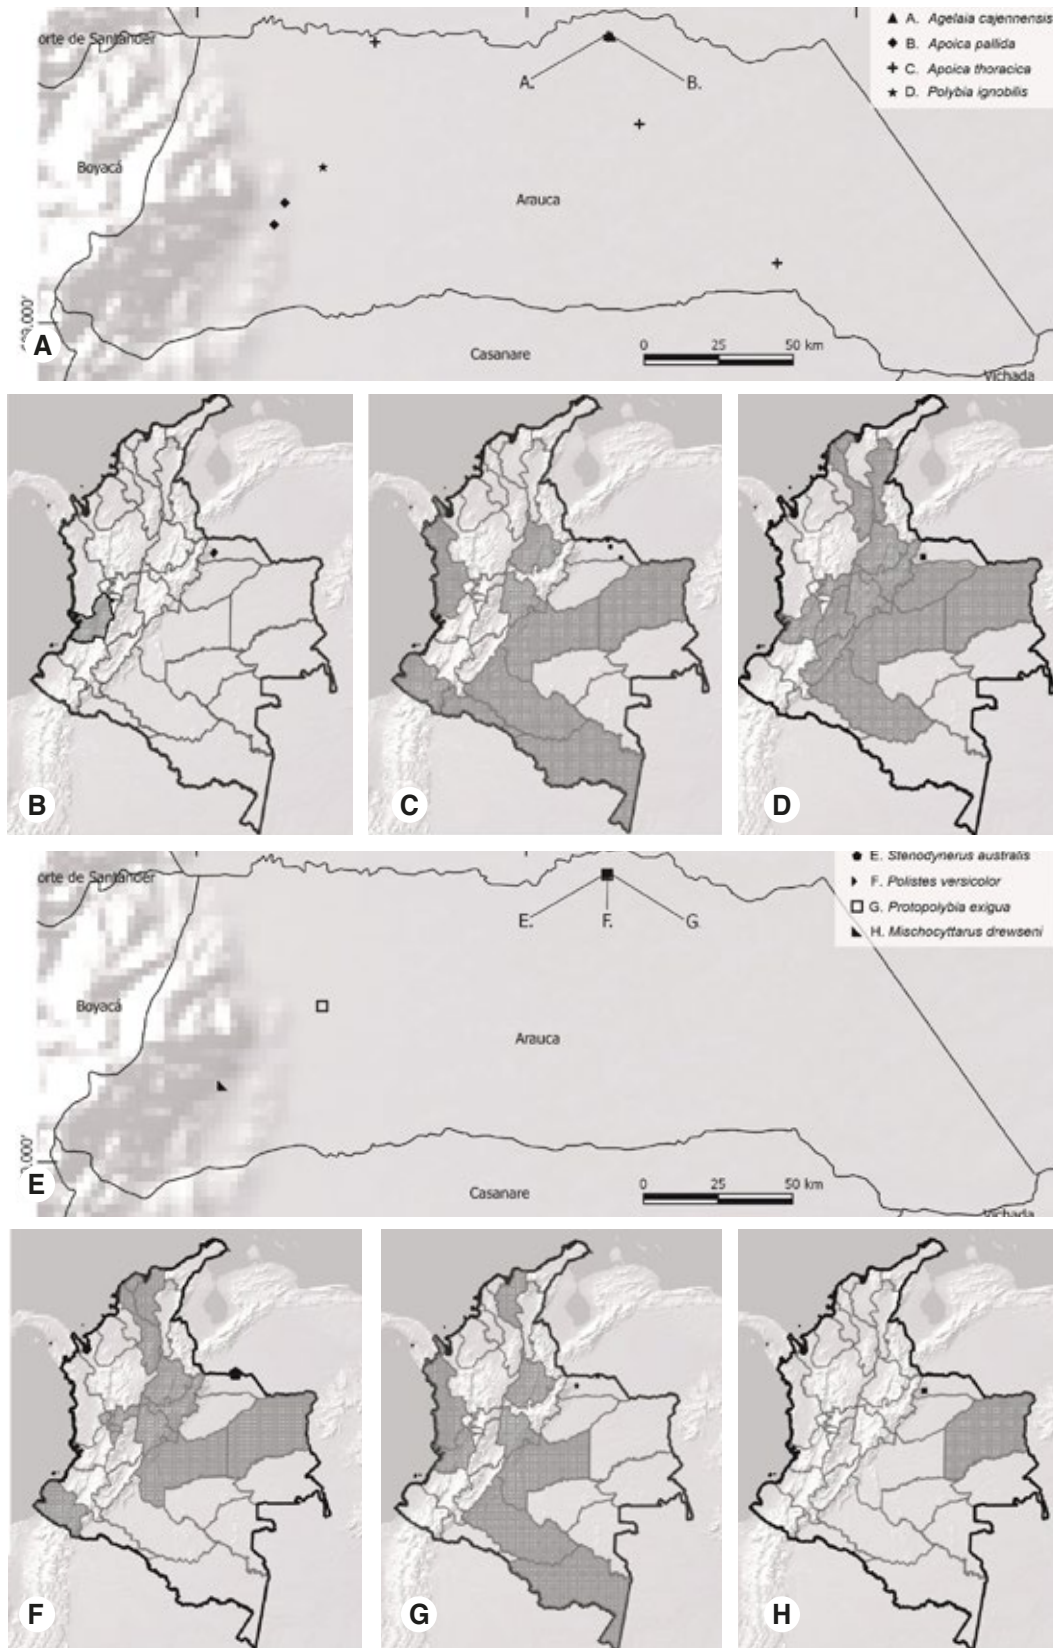 orte de Santander
Boyacá
Arauca
Casanare
Vichada
A.
B.
▲ A. Agelaia cajennensis
◆ B. Apoica pallida
+ C. Apoica thoracica
★ D. Polybia ignobilis
0 25 50 km
A
B
C
D
orte de Santander
Boyacá
Arauca
Casanare
Vichada
E.
F.
G.
E. Stenodynerus australis
F. Polistes versicolor
G. Protopolybia exigua
H. Mischocyttarus drewseni
0 25 50 km
E
F
G
H